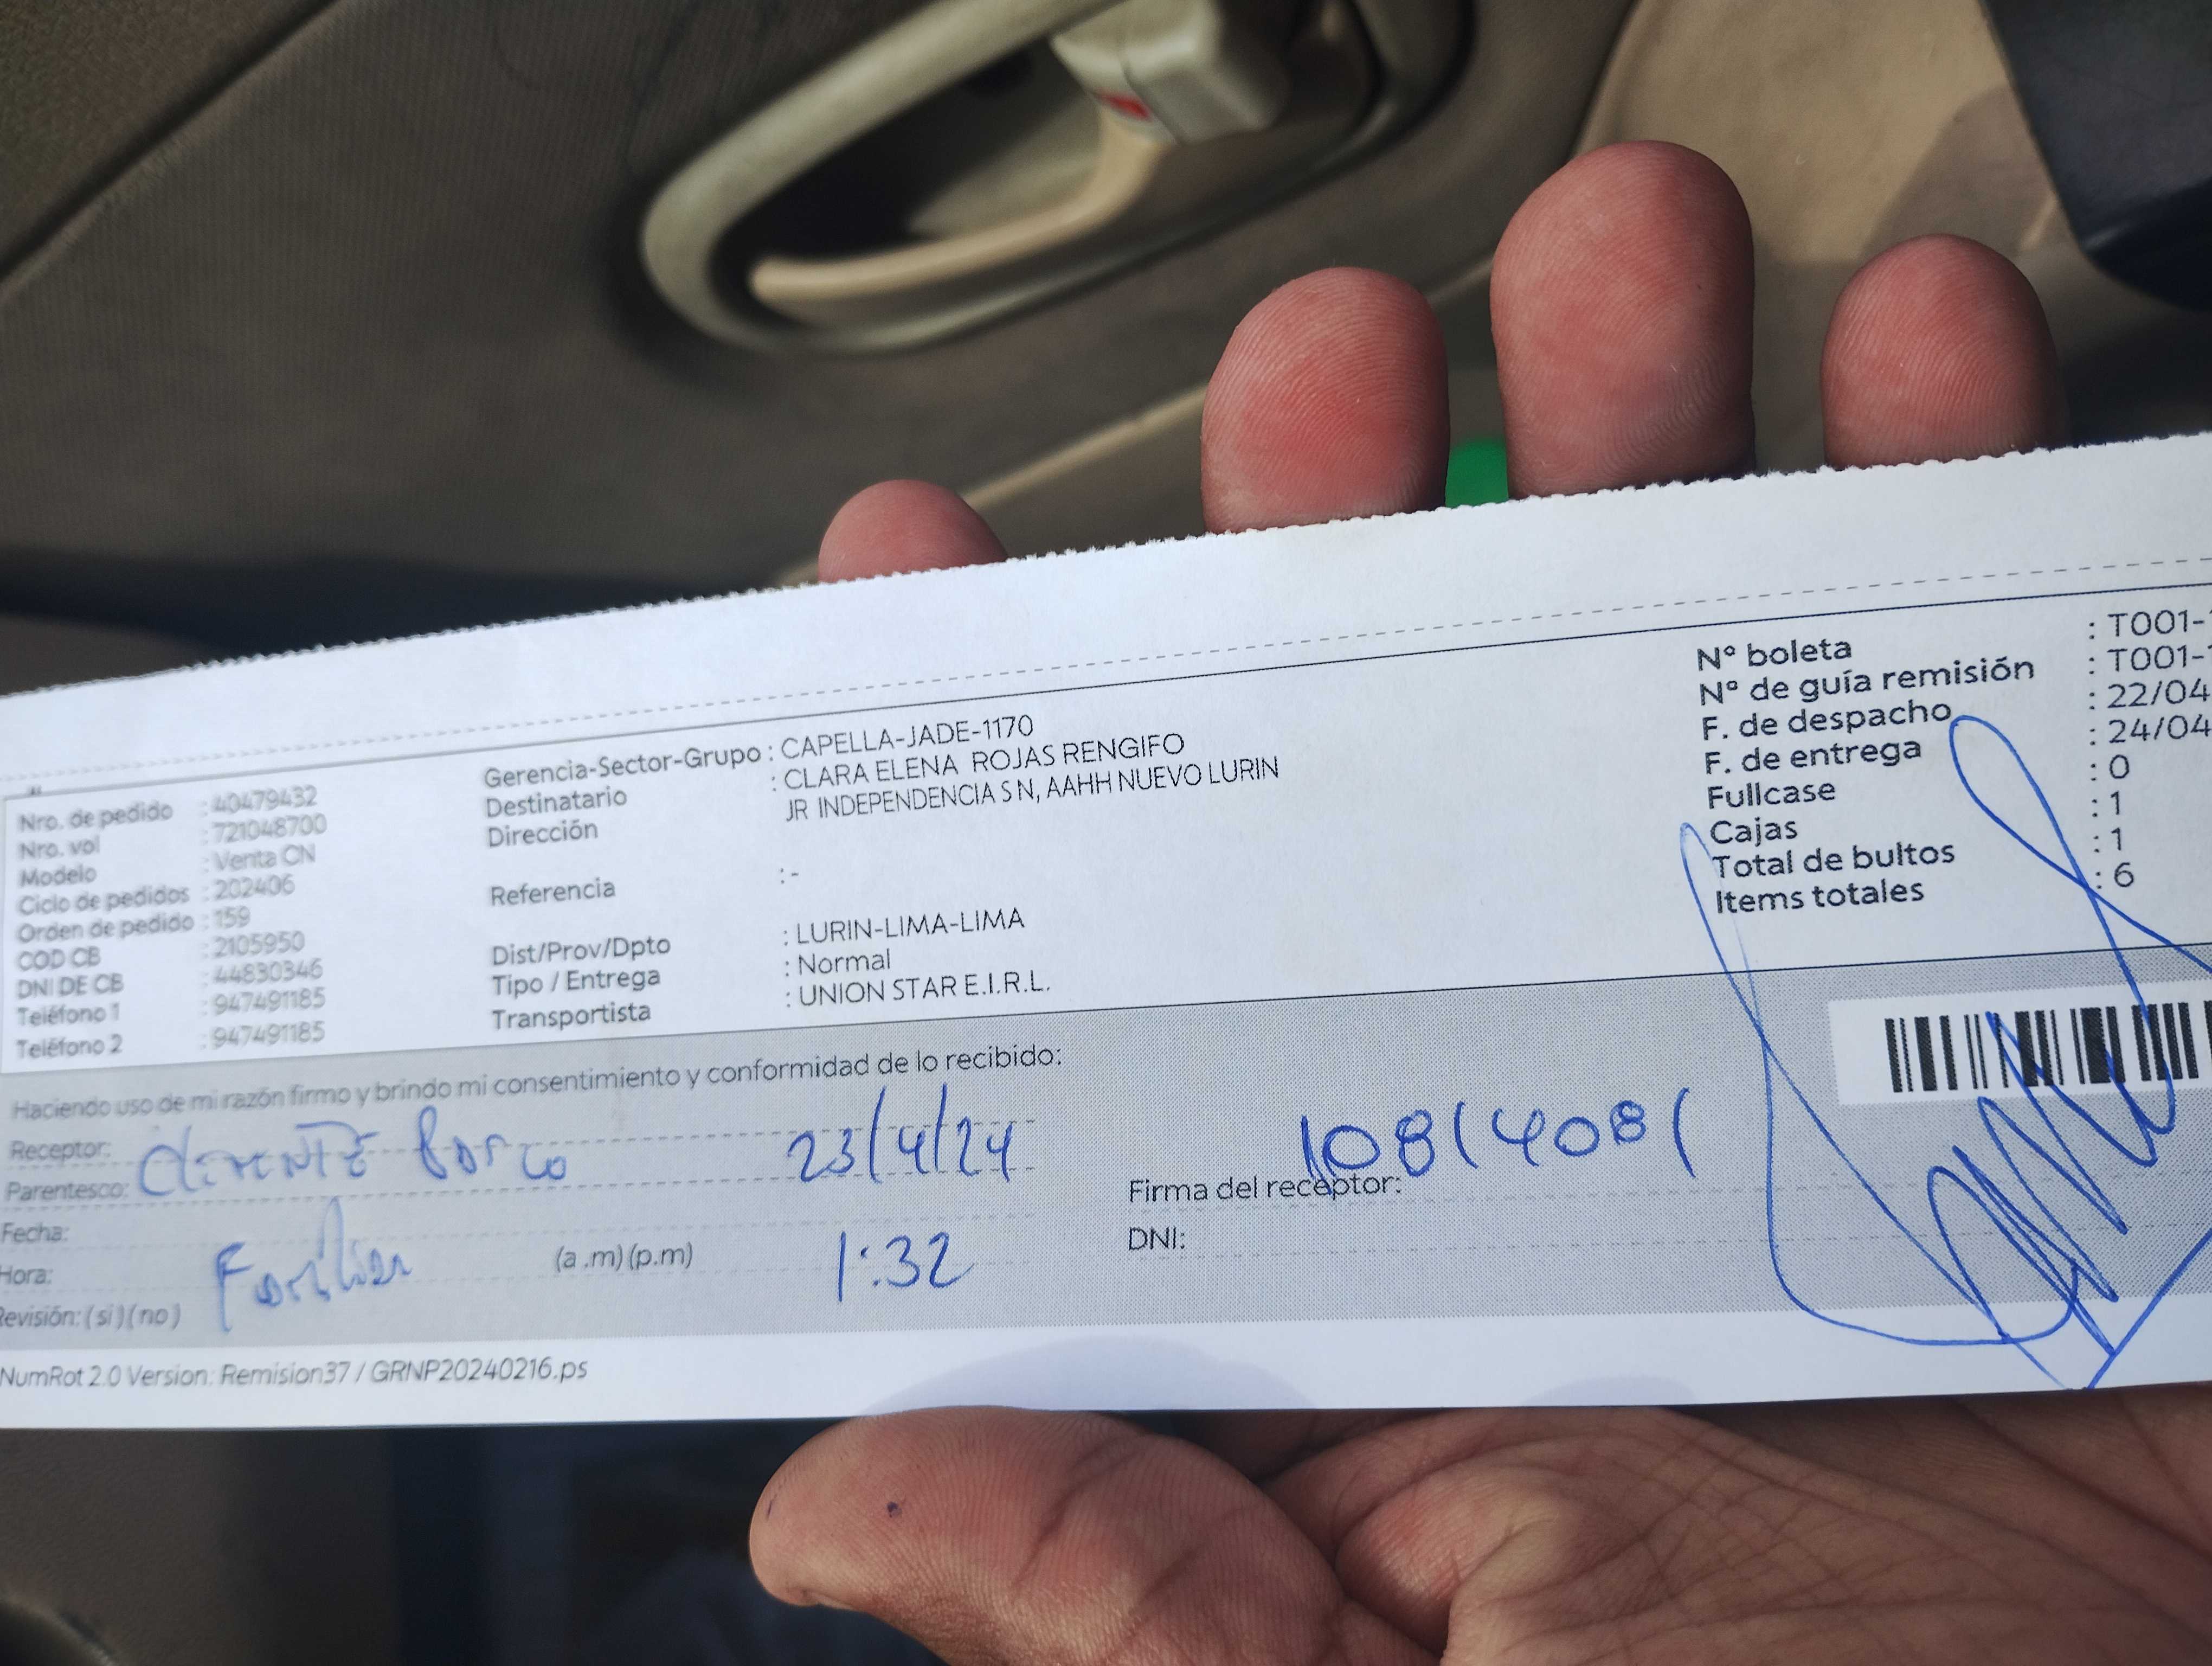 Nro. de pedido : 40479432
Nro. vol : 721048700
Modelo : Venta CN
Ciclo de pedidos : 202406
Orden de pedido : 159
COD CB : 2105950
DNI DE CB : 44830346
Teléfono 1 : 947491185
Teléfono 2 : 947491185
Gerencia-Sector-Grupo : CAPELLA-JADE-1170
Destinatario : CLARA ELENA ROJAS RENGIFO
Dirección JR INDEPENDENCIA S N, AAHH NUEVO LURIN
Referencia : -
Dist/Prov/Dpto : LURIN-LIMA-LIMA
Tipo / Entrega : Normal
Transportista : UNION STAR E.I.R.L.
N° boleta : T001-
Nª de guía remisión : T001-
F. de despacho : 22/04
F. de entrega : 24/04
Fullcase : 0
Cajas : 1
Total de bultos : 1
Items totales : 6
Haciendo uso de mi razón firmo y brindo mi consentimiento y conformidad de lo recibido:
Receptor:
Parentesco: 23/4/24
Fecha:
Hora: (a .m) (p.m) 1:32
Revisión: ( si ) ( no )
Firma del receptor:
DNI:
NumRot 2.0 Version: Remision37 / GRNP20240216.ps